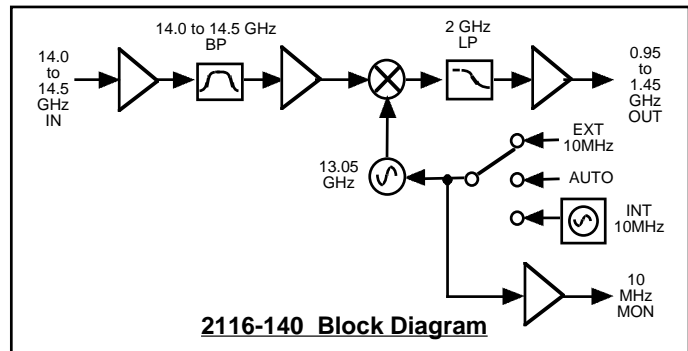 14.0 to 14.5 GHz
BP
2 GHz
LP
14.0
to
14.5
GHz
IN
0.95
to
1.45
GHz
OUT
13.05
GHz
EXT
10MHz
AUTO
INT
10MHz
10
MHz
MON
2116-140 Block Diagram